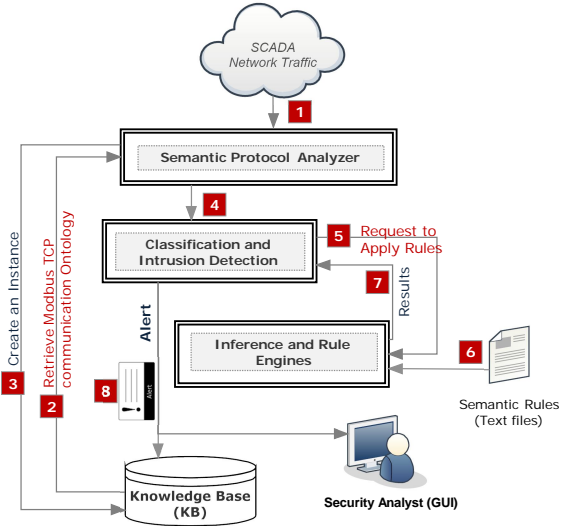 SCADA
Network Traffic
1
Semantic Protocol Analyzer
4
Classification and
Intrusion Detection
5
Request to
Apply Rules
7
Results
Inference and Rule
Engines
6
Semantic Rules
(Text files)
Create an Instance
3
Retrieve Modbus TCP
communication Ontology
2
Alert
8
Alert
!
Knowledge Base
(KB)
Security Analyst (GUI)